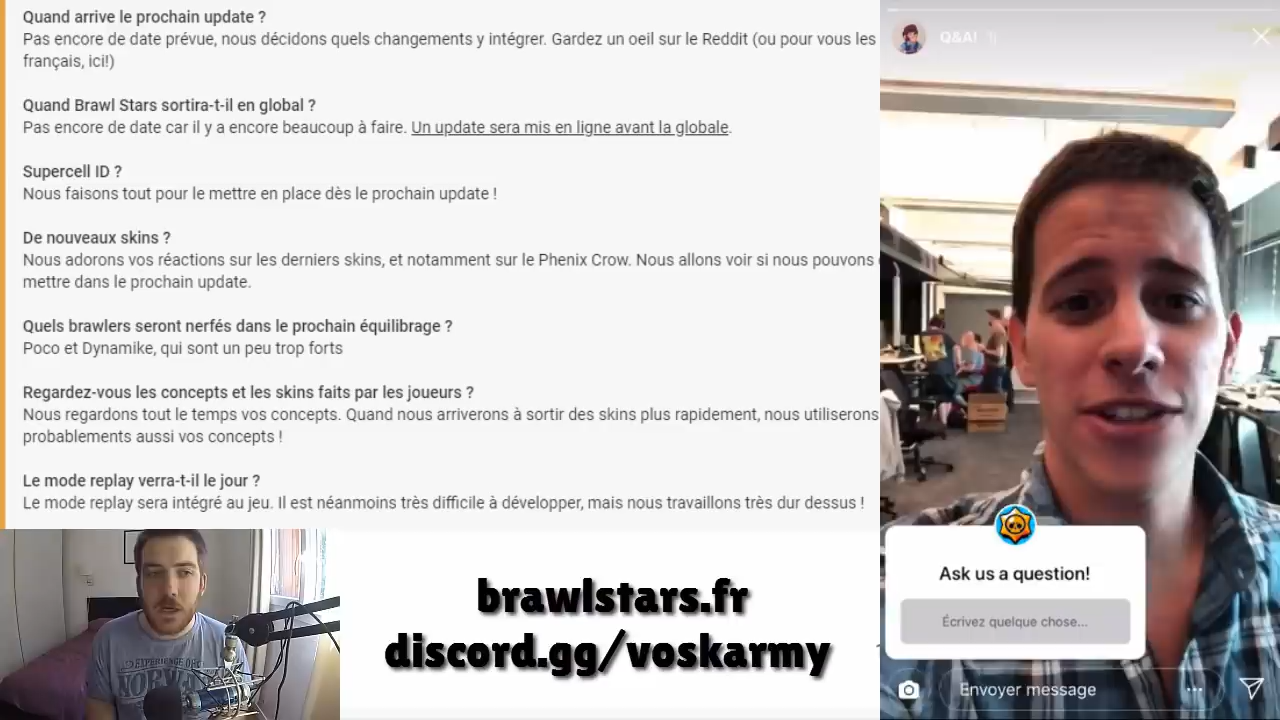 Quand arrive le prochain update ?
Pas encore de date prévue, nous décidons quels changements y intégrer. Gardez un oeil sur le Reddit (ou pour vous les
français, ici!)
Quand Brawl Stars sortira-t-il en global ?
Pas encore de date car il y a encore beaucoup à faire. Un update sera mis en ligne avant la globale.
Supercell ID ?
Nous faisons tout pour le mettre en place dès le prochain update !
De nouveaux skins ?
Nous adorons vos réactions sur les derniers skins, et notamment sur le Phenix Crow. Nous allons voir si nous pouvons
mettre dans le prochain update.
Quels brawlers seront nerfés dans le prochain équilibrage ?
Poco et Dynamike, qui sont un peu trop forts
Regardez-vous les concepts et les skins faits par les joueurs ?
Nous regardons tout le temps vos concepts. Quand nous arriverons à sortir des skins plus rapidement, nous utiliserons
probablements aussi vos concepts !
Le mode replay verra-t-il le jour ?
Le mode replay sera intégré au jeu. Il est néanmoins très difficile à développer, mais nous travaillons très dur dessus !
brawlstars.fr
discord.gg/voskarmy
Q&A!
Ask us a question!
Écrivez quelque chose...
Envoyer message